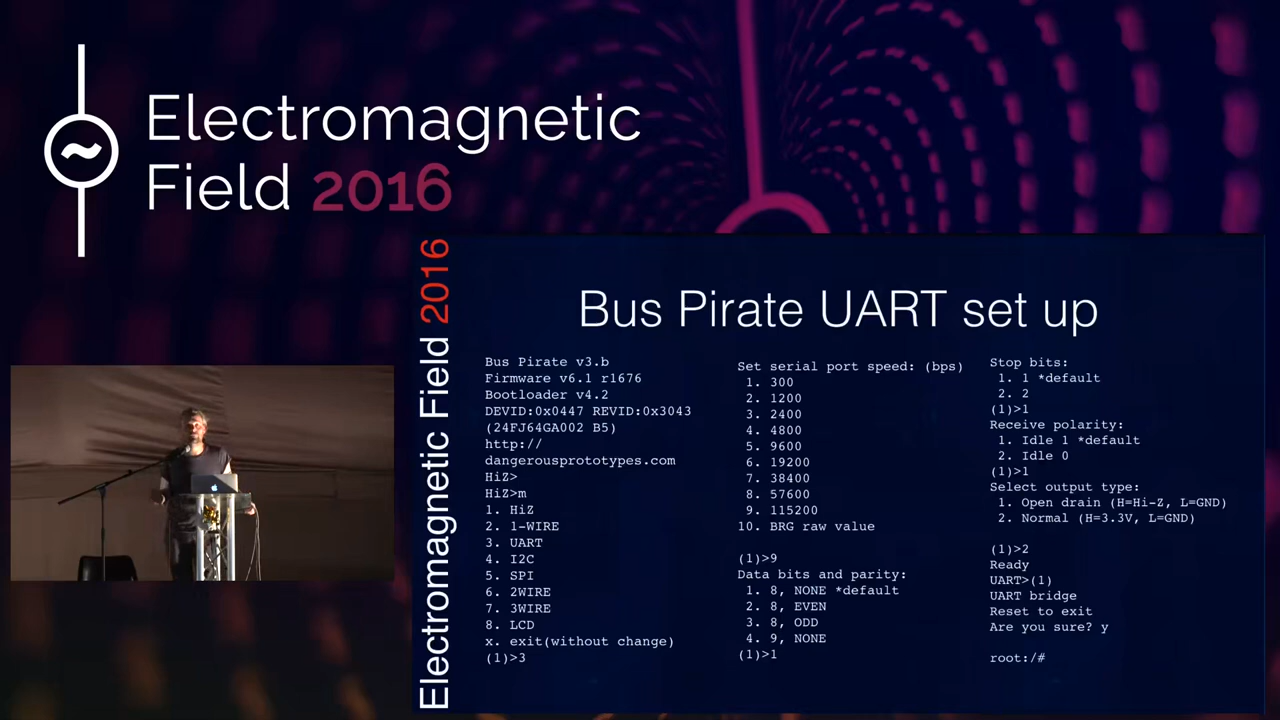 Electromagnetic
Field 2016
Electromagnetic Field 2016
Bus Pirate UART set up
Bus Pirate v3.b
Firmware v6.1 r1676
Bootloader v4.2
DEVID:0x0447 REVID:0x3043
(24FJ64GA002 B5)
http://
dangerousprototypes.com
HiZ>
HiZ>m
1. HiZ
2. 1-WIRE
3. UART
4. I2C
5. SPI
6. 2WIRE
7. 3WIRE
8. LCD
x. exit(without change)
(1)>3
Set serial port speed: (bps)
1. 300
2. 1200
3. 2400
4. 4800
5. 9600
6. 19200
7. 38400
8. 57600
9. 115200
10. BRG raw value
(1)>9
Data bits and parity:
1. 8, NONE *default
2. 8, EVEN
3. 8, ODD
4. 9, NONE
(1)>1
Stop bits:
1. 1 *default
2. 2
(1)>1
Receive polarity:
1. Idle 1 *default
2. Idle 0
(1)>1
Select output type:
1. Open drain (H=Hi-Z, L=GND)
2. Normal (H=3.3V, L=GND)
(1)>2
Ready
UART>(1)
UART bridge
Reset to exit
Are you sure? y
root:/#